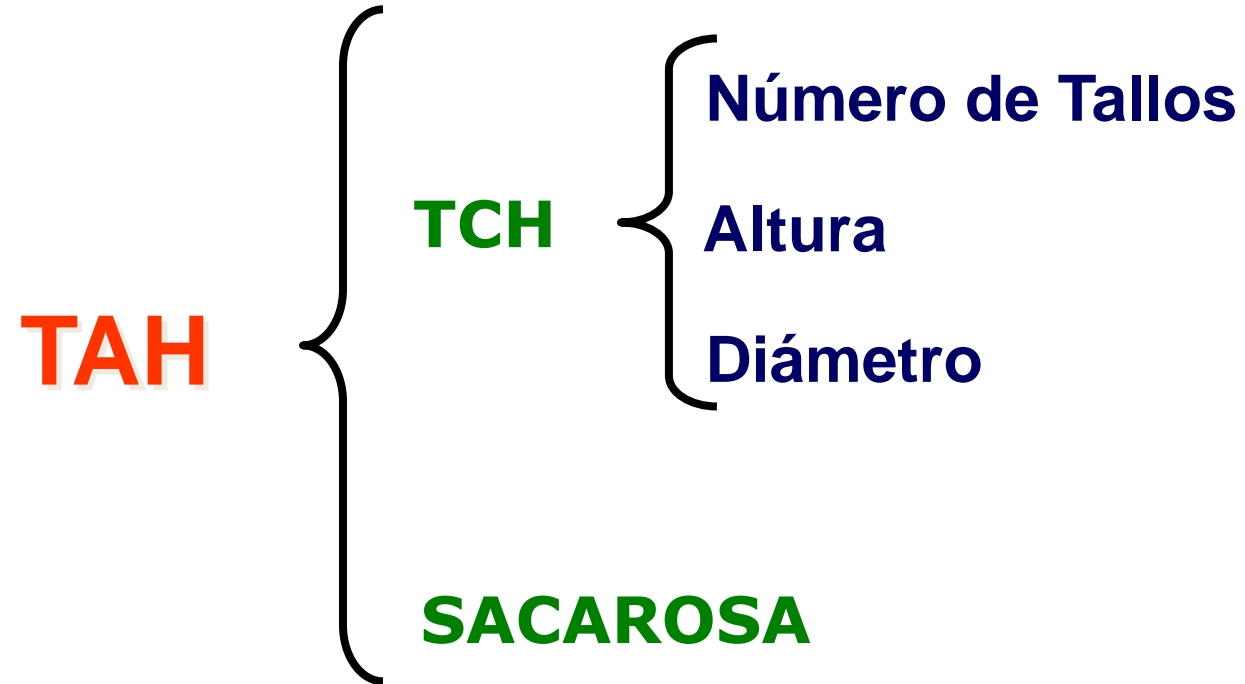 TAH
TCH
Número de Tallos
Altura
Diámetro
SACAROSA